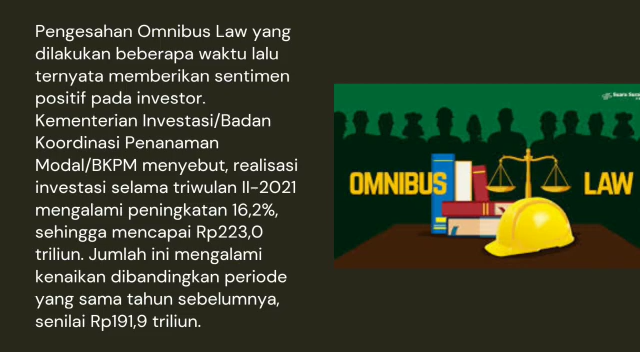 Pengesahan Omnibus Law yang
dilakukan beberapa waktu lalu
ternyata memberikan sentimen
positif pada investor.
Kementerian Investasi/Badan
Koordinasi Penanaman
Modal/BKPM menyebut, realisasi
investasi selama triwulan II-2021
mengalami peningkatan 16,2%,
sehingga mencapai Rp223,0
triliun. Jumlah ini mengalami
kenaikan dibandingkan periode
yang sama tahun sebelumnya,
senilai Rp191,9 triliun.
OMNIBUS LAW